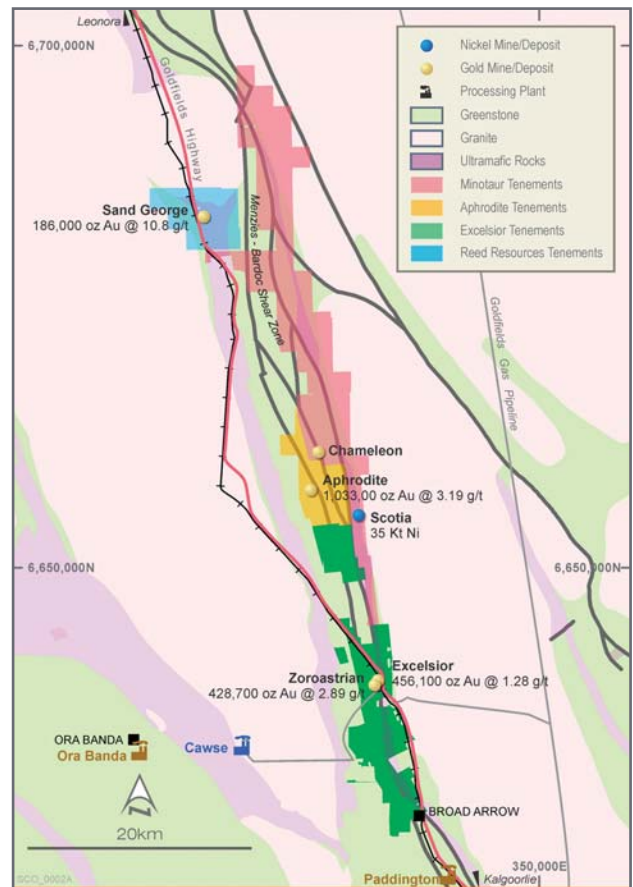 Leonora
6,700,000N
Goldfields Highway
Nickel Mine/Deposit
Gold Mine/Deposit
Processing Plant
Greenstone
Granite
Ultramafic Rocks
Minotaur Tenements
Aphrodite Tenements
Excelsior Tenements
Reed Resources Tenements
Sand George
186,000 oz Au @ 10.8 g/t
Menzies - Bardoc Shear Zone
Goldfields Gas Pipeline
Chameleon
Aphrodite
1,033,00 oz Au @ 3.19 g/t
Scotia
35 Kt Ni
6,650,000N
6,650,000N
Excelsior
456,100 oz Au @ 1.28 g/t
Zoroastrian
428,700 oz Au @ 2.89 g/t
ORA BANDA
Ora Banda
Cawse
20km
BROAD ARROW
350,000E
Paddington
Kalgoorlie
SCO_0002A